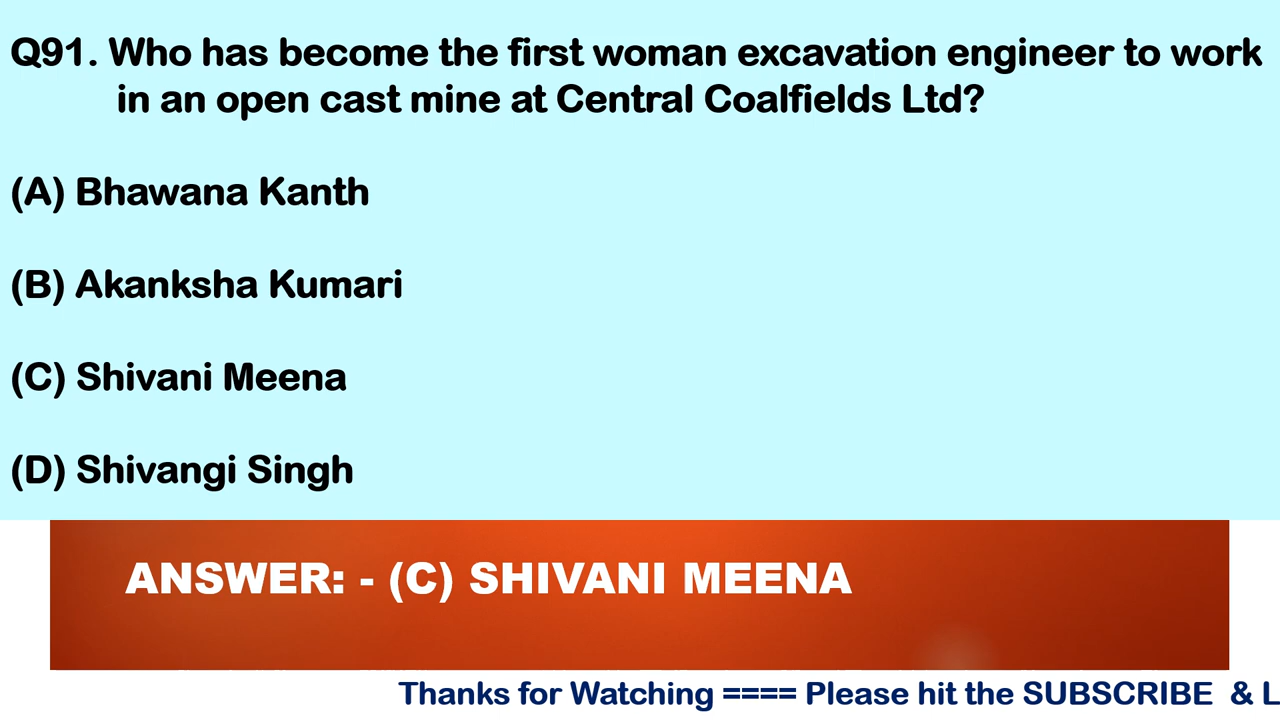 Q91. Who has become the first woman excavation engineer to work
in an open cast mine at Central Coalfields Ltd?
(A) Bhawana Kanth
(B) Akanksha Kumari
(C) Shivani Meena
(D) Shivangi Singh
ANSWER: - (C) SHIVANI MEENA
Thanks for Watching ==== Please hit the SUBSCRIBE & L